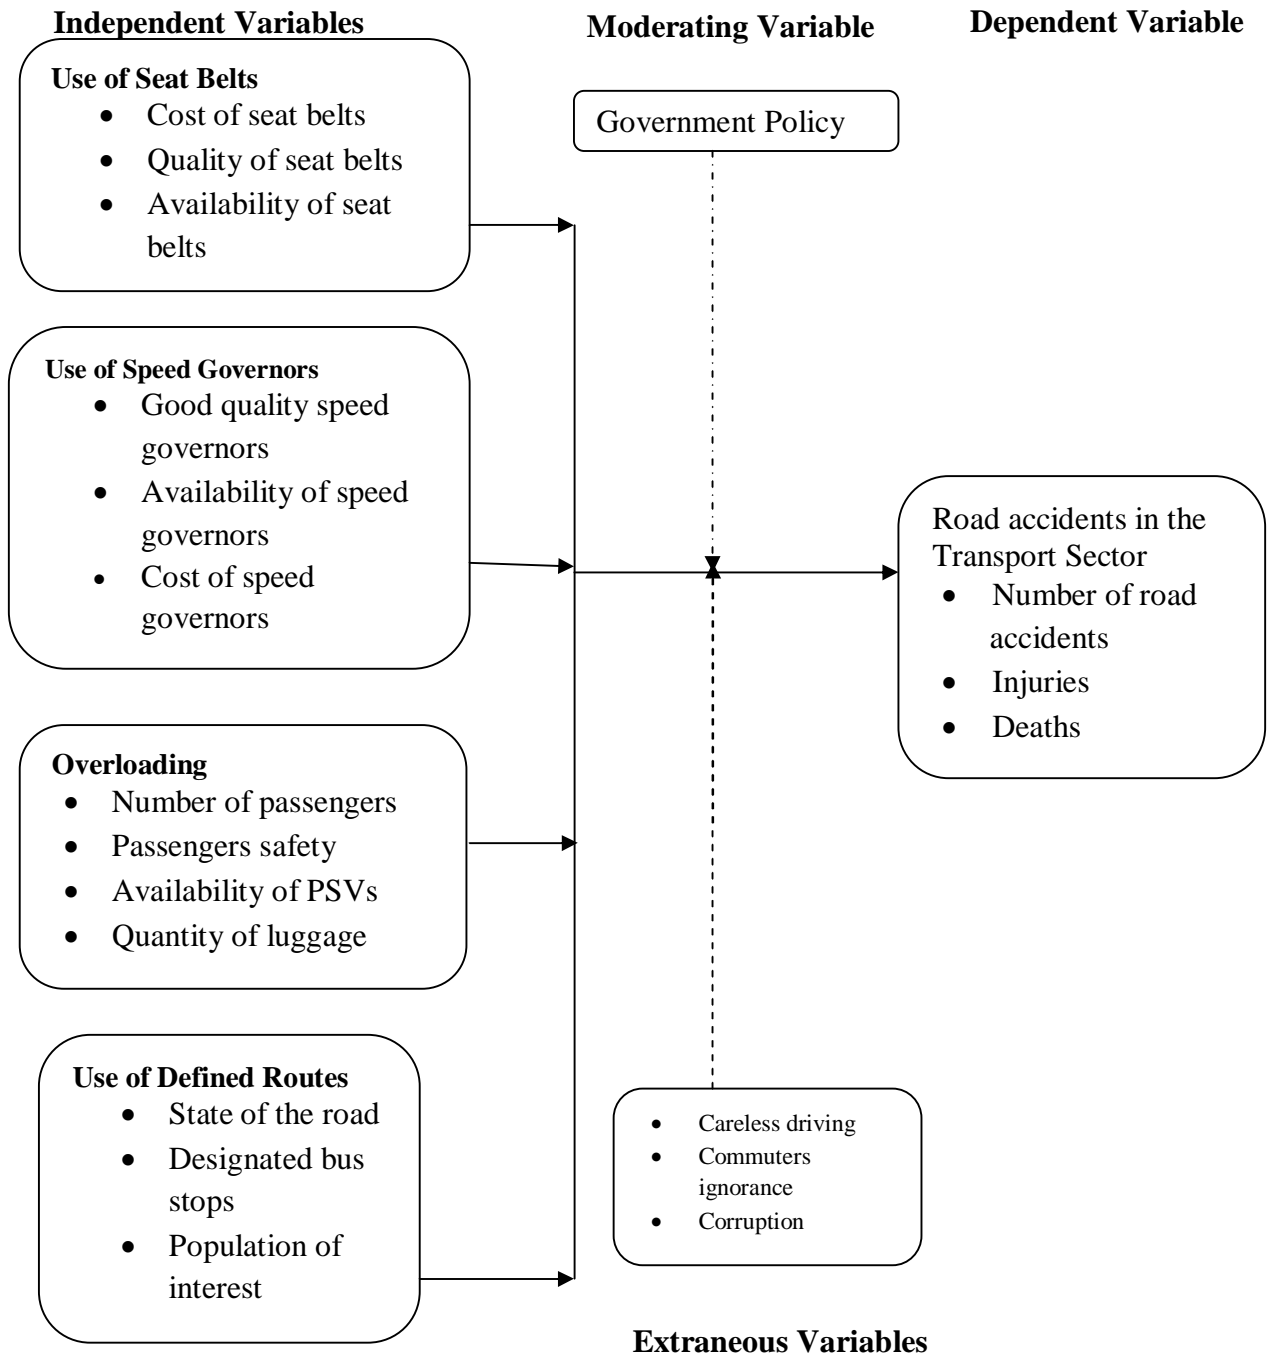 Independent Variables
Moderating Variable
Dependent Variable
Use of Seat Belts
• Cost of seat belts
• Quality of seat belts
• Availability of seat
belts
Government Policy
Use of Speed Governors
• Good quality speed
governors
• Availability of speed
governors
• Cost of speed
governors
Road accidents in the
Transport Sector
• Number of road
accidents
• Injuries
• Deaths
Overloading
• Number of passengers
• Passengers safety
• Availability of PSVs
• Quantity of luggage
Use of Defined Routes
• State of the road
• Designated bus
stops
• Population of
interest
• Careless driving
• Commuters
ignorance
• Corruption
Extraneous Variables